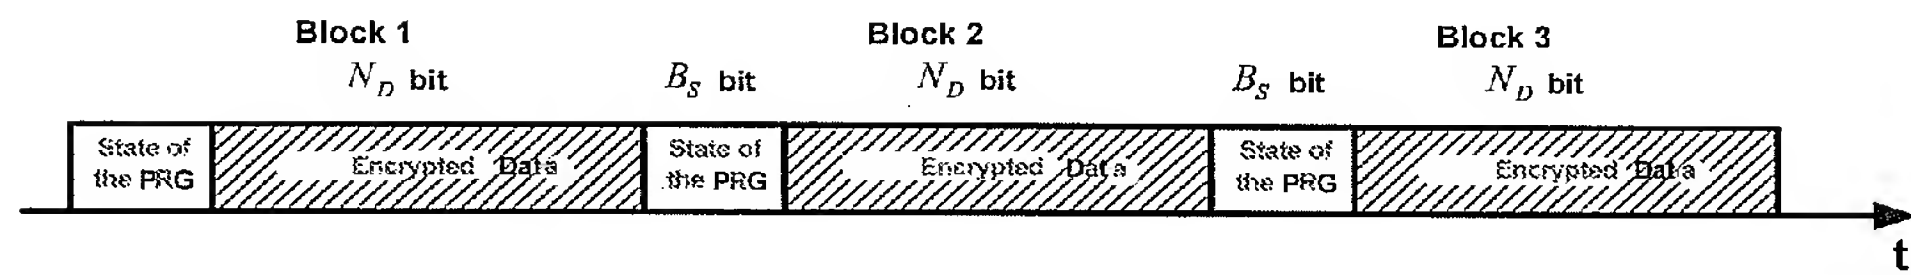 Block 1 Block 2 Block 3
N_D bit B_S bit N_D bit B_S bit N_D bit
State of Encrypted Data State of Encrypted Data State of Encrypted Data
the PRG the PRG the PRG
t